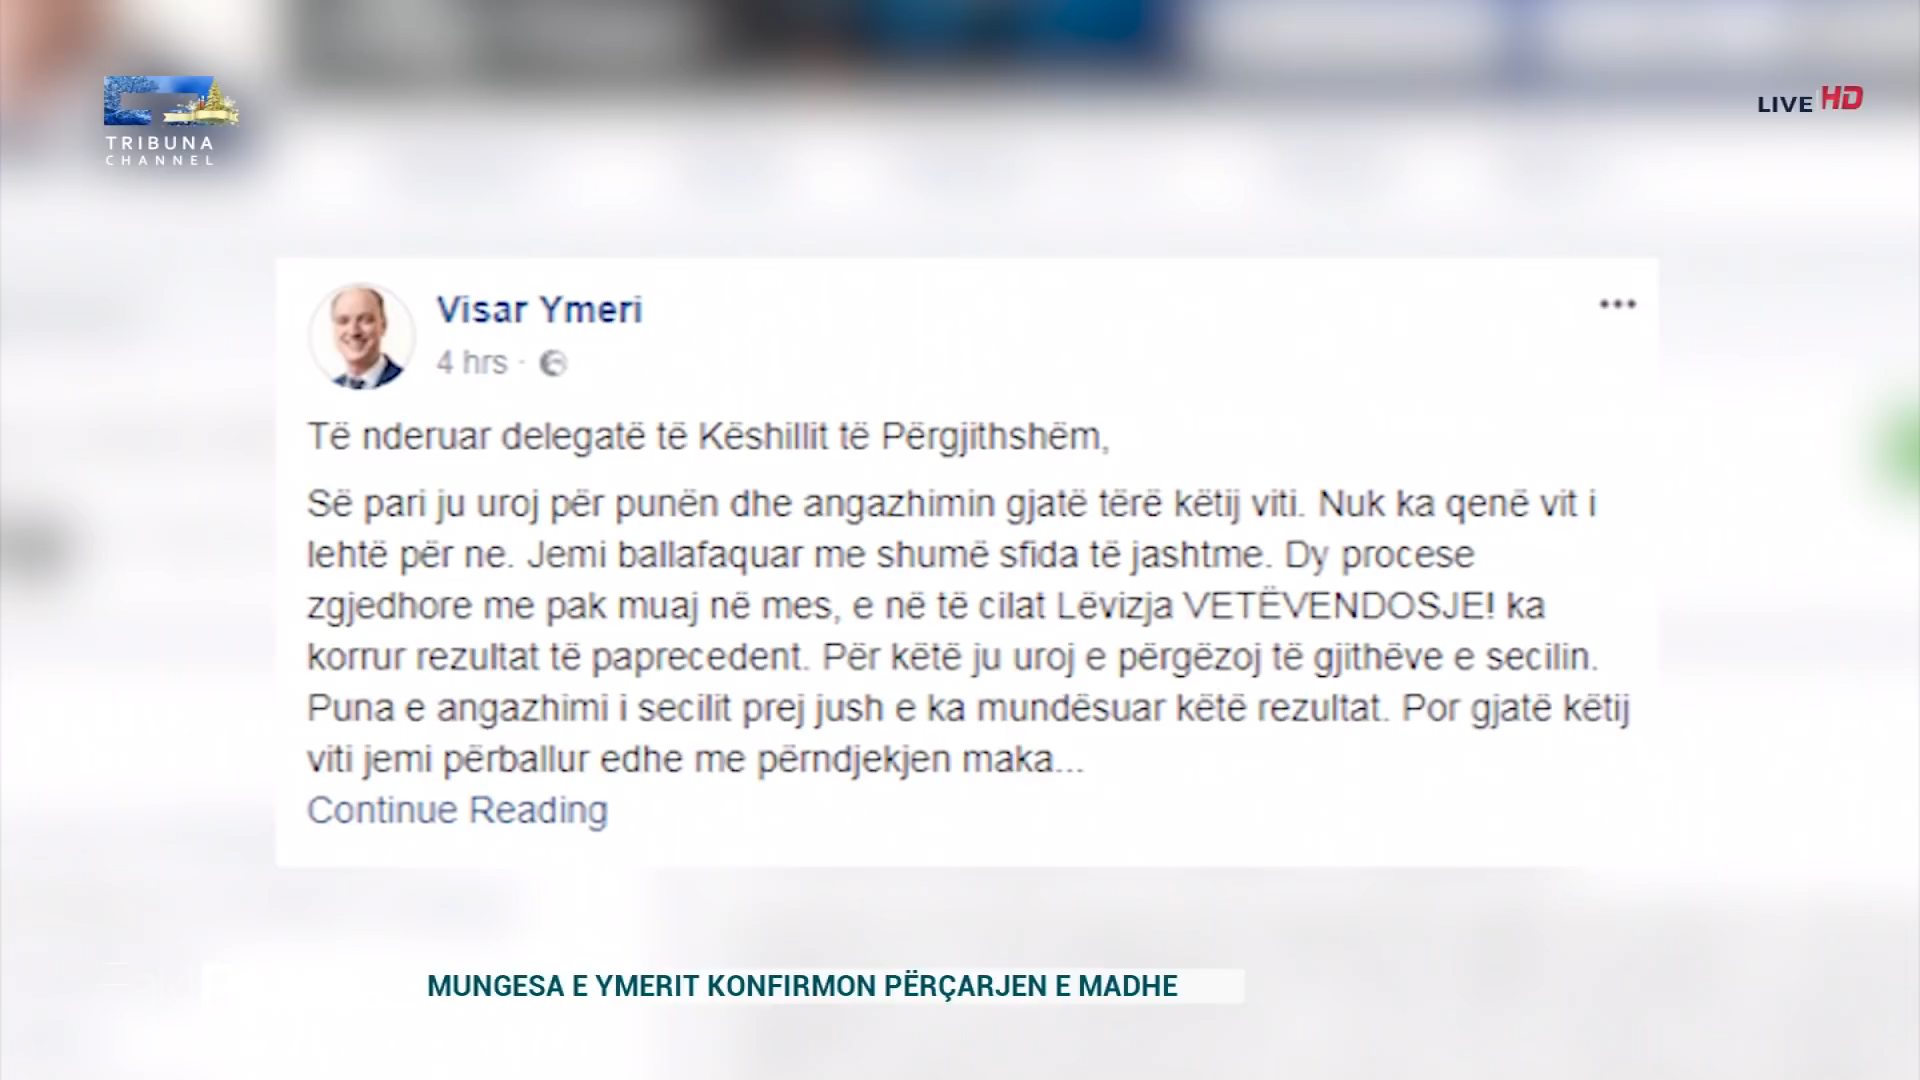 TRIBUNA
CHANNEL
LIVE HD
Visar Ymeri
4 hrs ·
Të nderuar delegatë të Këshillit të Përgjithshëm,
Së pari ju uroj për punën dhe angazhimin gjatë tërë këtij viti. Nuk ka qenë vit i
lehtë për ne. Jemi ballafaquar me shumë sfida të jashtme. Dy procese
zgjedhore me pak muaj në mes, e në të cilat Lëvizja VETËVENDOSJE! ka
korrur rezultat të paprecedent. Për këtë ju uroj e përgëzoj të gjithëve e secilin.
Puna e angazhimi i secilit prej jush e ka mundësuar këtë rezultat. Por gjatë këtij
viti jemi përballur edhe me përndjekjen maka...
Continue Reading
MUNGESA E YMERIT KONFIRMON PËRÇARJEN E MADHE